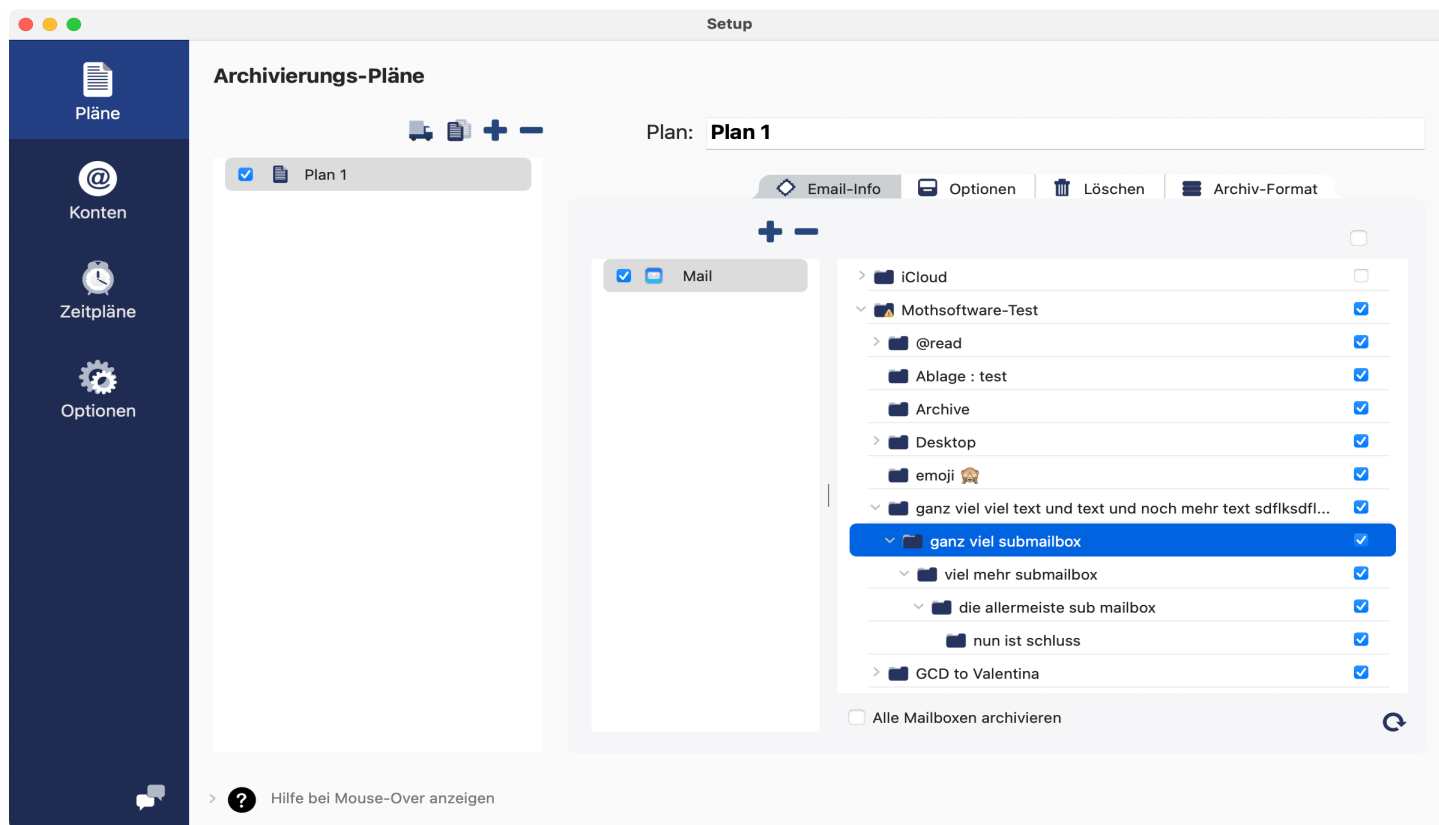 Setup
Pläne
Konten
Zeitpläne
Optionen
Archivierungs-Pläne
Plan 1
Plan: Plan 1
Email-Info Optionen Löschen Archiv-Format
Mail
iCloud
Mothsoftware-Test
@read
Ablage : test
Archive
Desktop
emoji 🙈
ganz viel viel text und text und noch mehr text sdflksdfl...
ganz viel submailbox
viel mehr submailbox
die allermeiste sub mailbox
nun ist schluss
GCD to Valentina
Alle Mailboxen archivieren
Hilfe bei Mouse-Over anzeigen